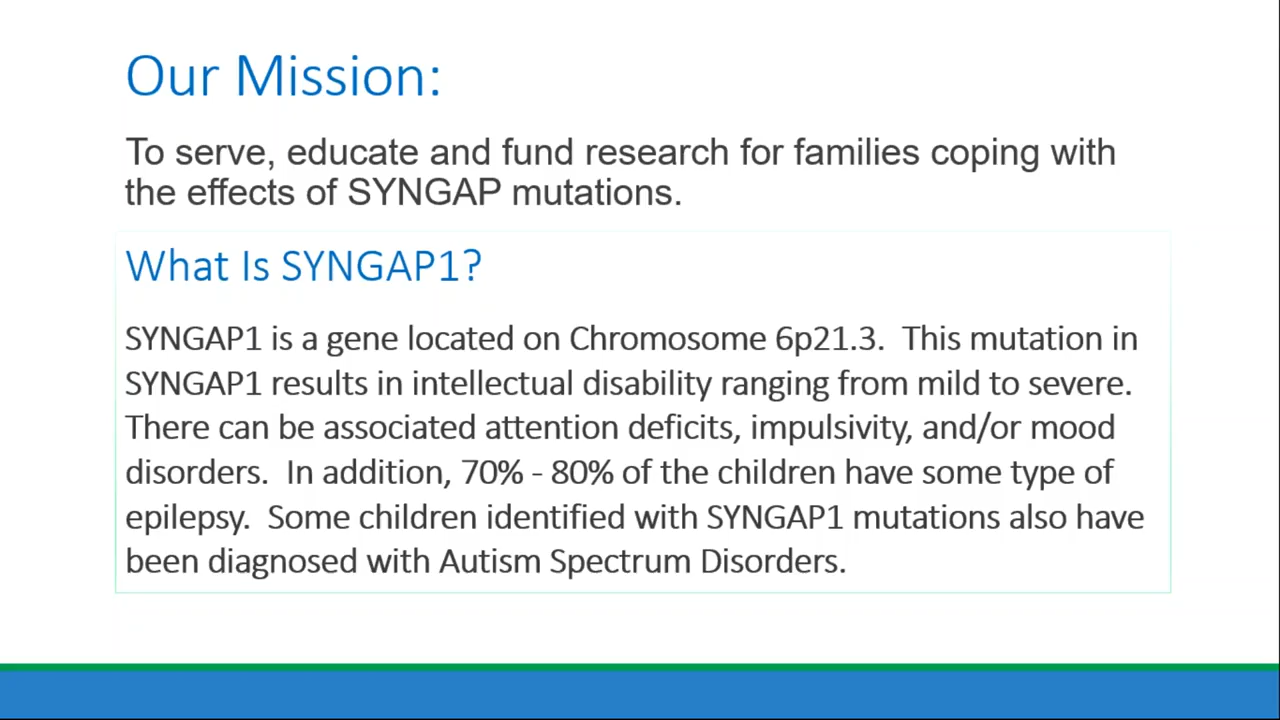 Our Mission:
To serve, educate and fund research for families coping with
the effects of SYNGAP mutations.
What Is SYNGAP1?
SYNGAP1 is a gene located on Chromosome 6p21.3.  This mutation in
SYNGAP1 results in intellectual disability ranging from mild to severe.
There can be associated attention deficits, impulsivity, and/or mood
disorders.  In addition, 70% - 80% of the children have some type of
epilepsy.  Some children identified with SYNGAP1 mutations also have
been diagnosed with Autism Spectrum Disorders.